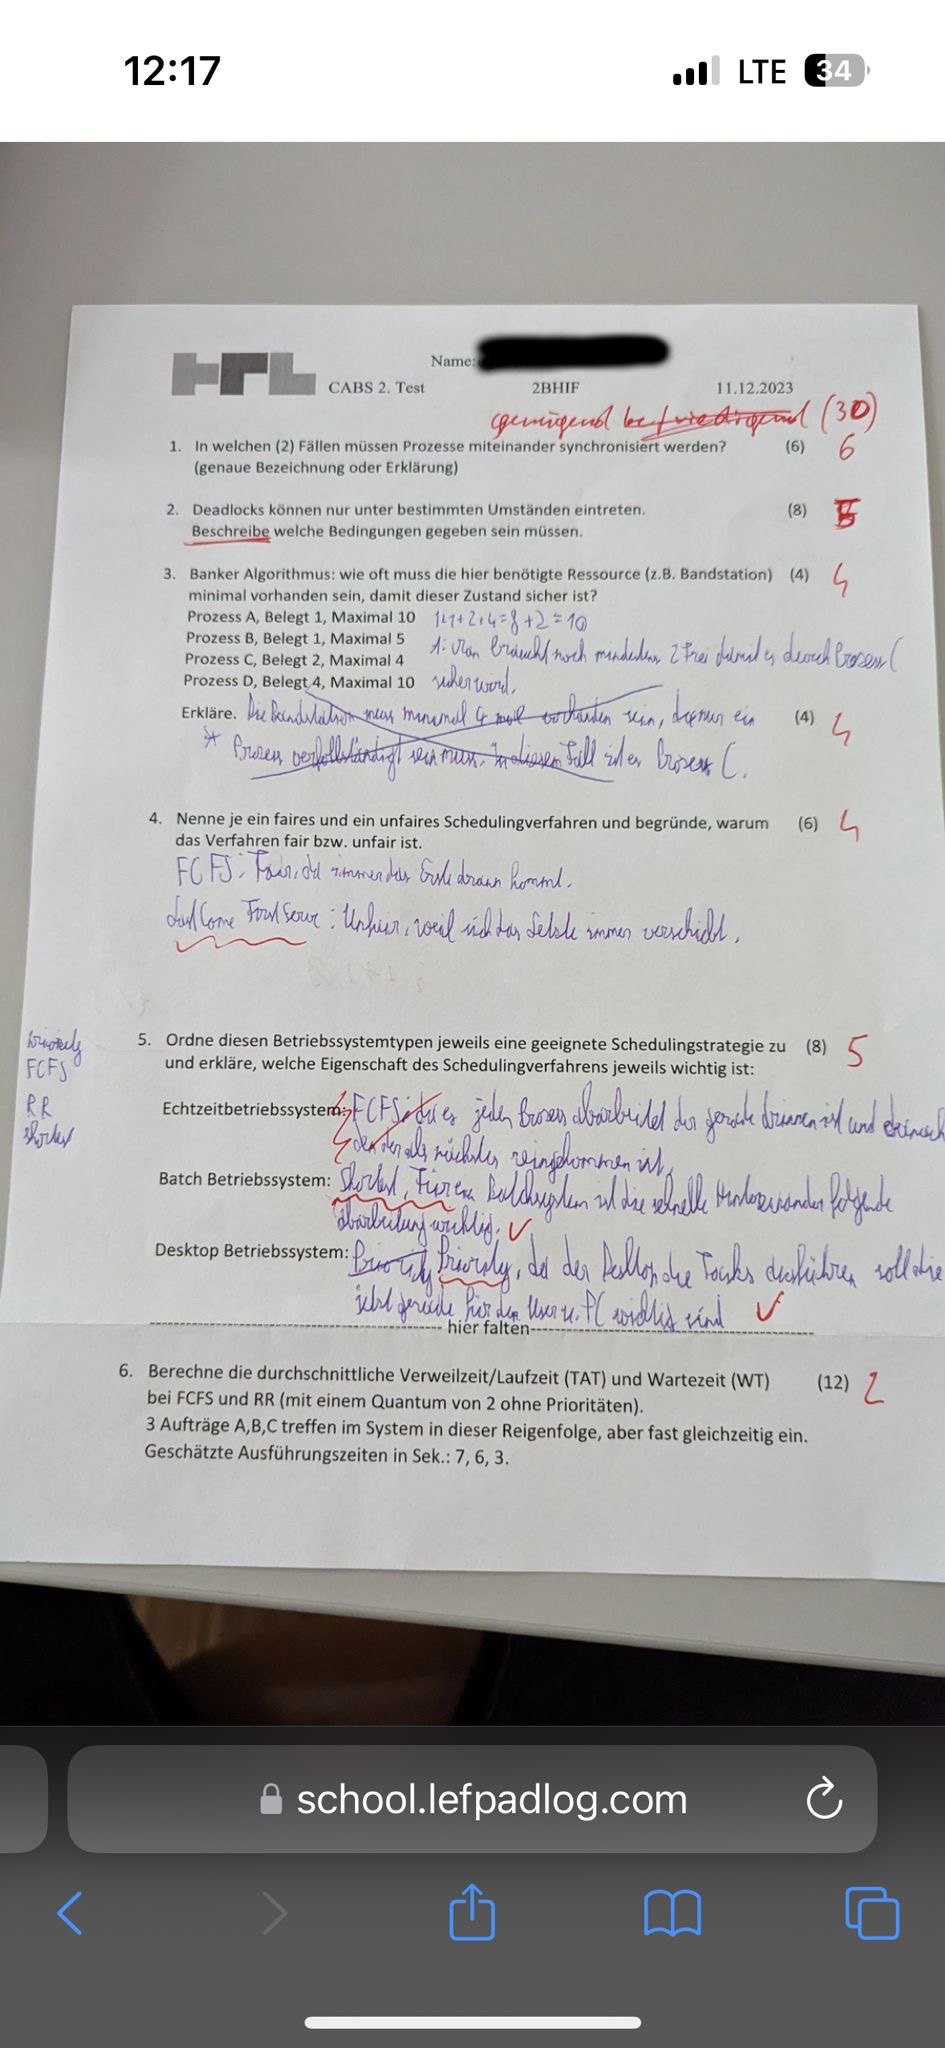 12:17
LTE 34
HTL
Name:
CABS 2. Test 2BHIF 11.12.2023
genügend befriedigend (30)
1. In welchen (2) Fällen müssen Prozesse miteinander synchronisiert werden? (6) 6
(genaue Bezeichnung oder Erklärung)
2. Deadlocks können nur unter bestimmten Umständen eintreten. (8) 5
Beschreibe welche Bedingungen gegeben sein müssen.
3. Banker Algorithmus: wie oft muss die hier benötigte Ressource (z.B. Bandstation) (4) 4
minimal vorhanden sein, damit dieser Zustand sicher ist?
Prozess A, Belegt 1, Maximal 10 1+1+2+4=8+2=10
Prozess B, Belegt 1, Maximal 5 A: Man braucht noch mindestens 2 frei damit es durch Prozess C
Prozess C, Belegt 2, Maximal 4
Prozess D, Belegt 4, Maximal 10 sicher wird.
Erkläre. Die Bandstation muss minimal 4 mal vorhanden sein, ein (4) 4
* Prozess sein muss. In diesem Fall ist es Prozess C.
4. Nenne je ein faires und ein unfaires Schedulingverfahren und begründe, warum (6) 4
das Verfahren fair bzw. unfair ist.
FCFS: Fair, da immer der Erste drann kommt.
Last Come First Serve: Unfair, weil sich das Letzte immer verschiebt.
Priority
FCFS
RR
Shortest
5. Ordne diesen Betriebssystemtypen jeweils eine geeignete Schedulingstrategie zu (8) 5
und erkläre, welche Eigenschaft des Schedulingverfahrens jeweils wichtig ist:
Echtzeitbetriebssystem: FCFS: da es jeden Prozess abarbeitet der gerade drinnen ist und
den der als nächstes reingekommen ist.
Batch Betriebssystem: Shortest, Batchsystem ist die schnelle Hintereinander folgende
abarbeitung wichtig.
Desktop Betriebssystem: Priority Priority, da der Desktop die Tasks ausführen soll die
jetzt gerade für den User u. PC wichtig sind
hier falten
6. Berechne die durchschnittliche Verweilzeit/Laufzeit (TAT) und Wartezeit (WT) (12) 2
bei FCFS und RR (mit einem Quantum von 2 ohne Prioritäten).
3 Aufträge A,B,C treffen im System in dieser Reigenfolge, aber fast gleichzeitig ein.
Geschätzte Ausführungszeiten in Sek.: 7, 6, 3.
school.lefpadlog.com